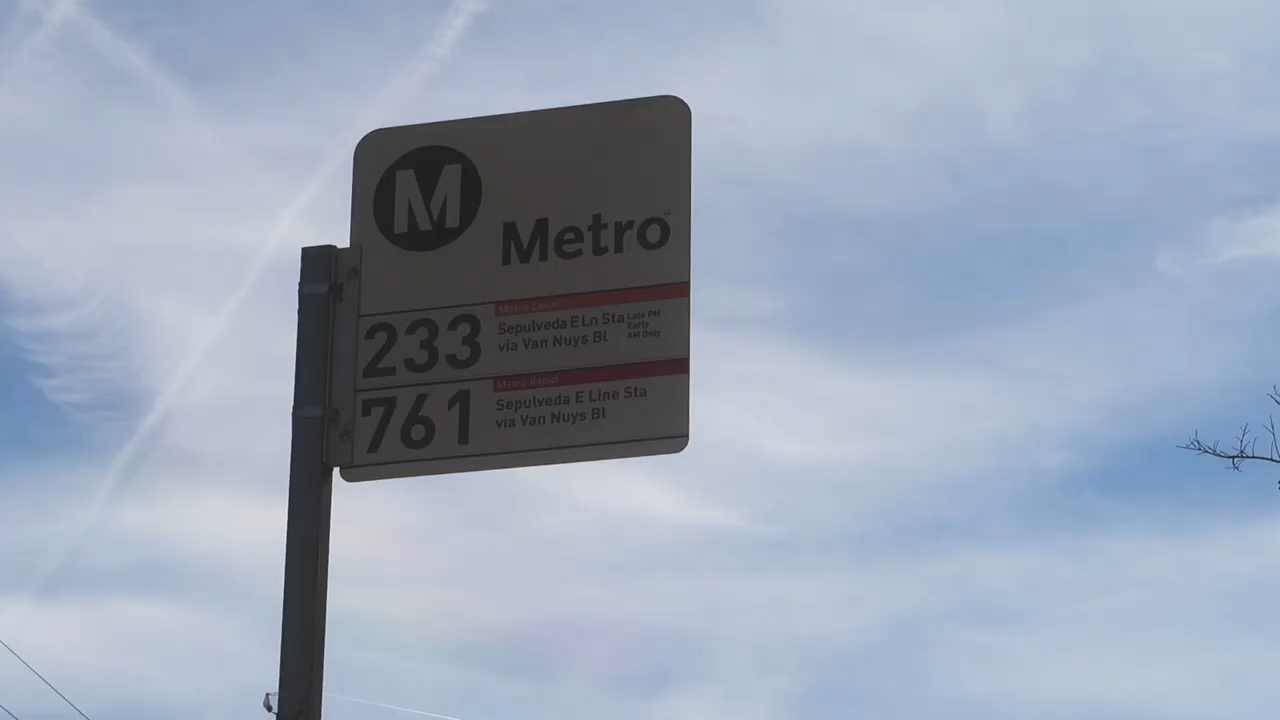 M
Metro™
Metro Local
233
Sepulveda E Ln Sta
via Van Nuys Bl
Late PM
Early
AM Only
Metro Rapid
761
Sepulveda E Line Sta
via Van Nuys Bl